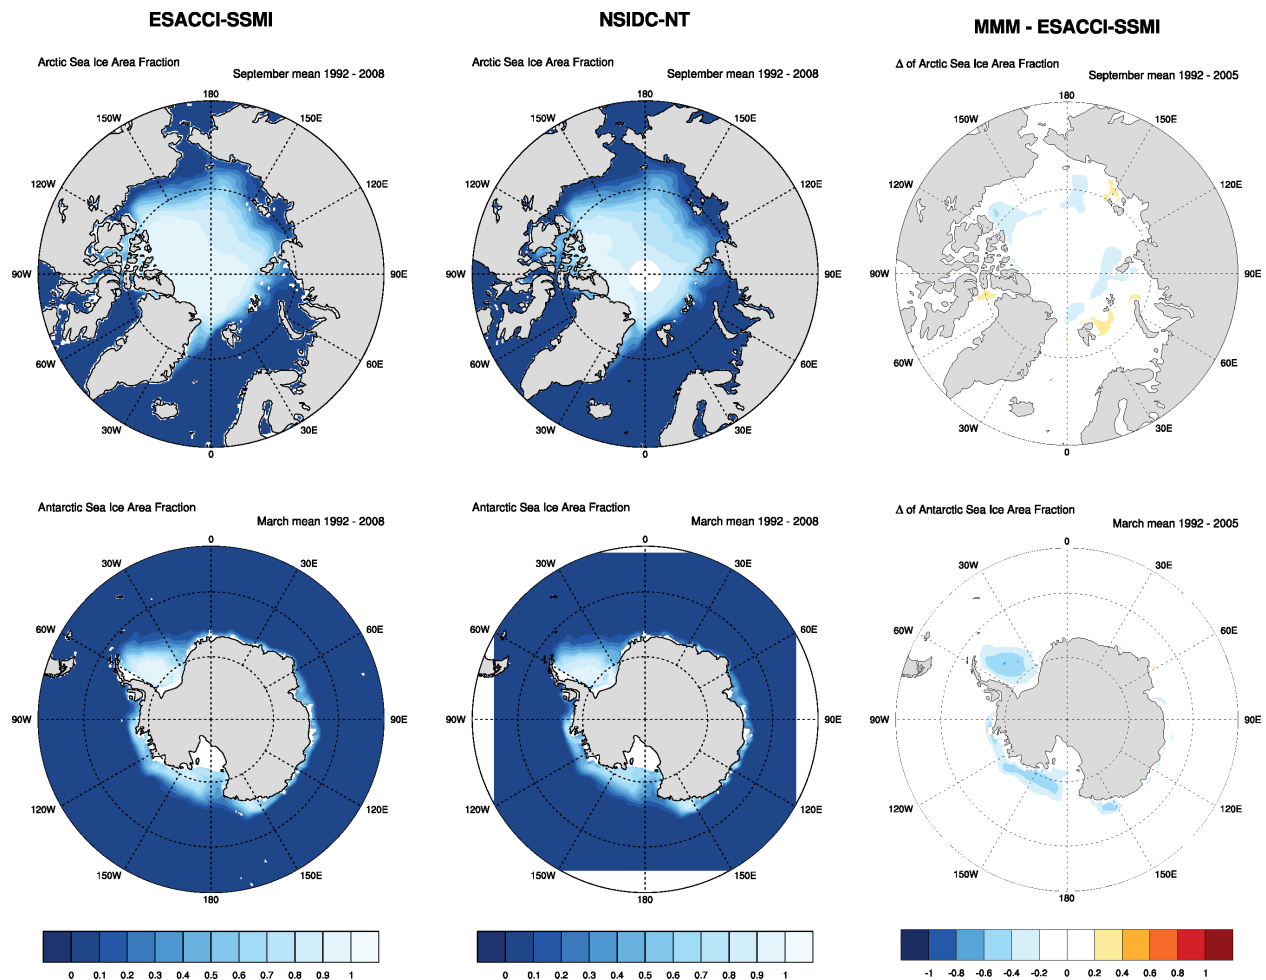 ESACCI-SSMI
NSIDC-NT
MMM - ESACCI-SSMI
Arctic Sea Ice Area Fraction
September mean 1992 - 2008
Arctic Sea Ice Area Fraction
September mean 1992 - 2008
Δ of Arctic Sea Ice Area Fraction
September mean 1992 - 2005
180
150W 150E
120W 120E
90W 90E
60W 60E
30W 30E
0
180
150W 150E
120W 120E
90W 90E
60W 60E
30W 30E
0
180
150W 150E
120W 120E
90W 90E
60W 60E
30W 30E
0
Antarctic Sea Ice Area Fraction
March mean 1992 - 2008
Antarctic Sea Ice Area Fraction
March mean 1992 - 2008
Δ of Antarctic Sea Ice Area Fraction
March mean 1992 - 2005
0
30W 30E
60W 60E
90W 90E
120W 120E
150W 150E
180
0
30W 30E
60W 60E
90W 90E
120W 120E
150W 150E
180
0
30W 30E
60W 60E
90W 90E
120W 120E
150W 150E
180
0 0.1 0.2 0.3 0.4 0.5 0.6 0.7 0.8 0.9 1
0 0.1 0.2 0.3 0.4 0.5 0.6 0.7 0.8 0.9 1
-1 -0.8 -0.6 -0.4 -0.2 0 0.2 0.4 0.6 0.8